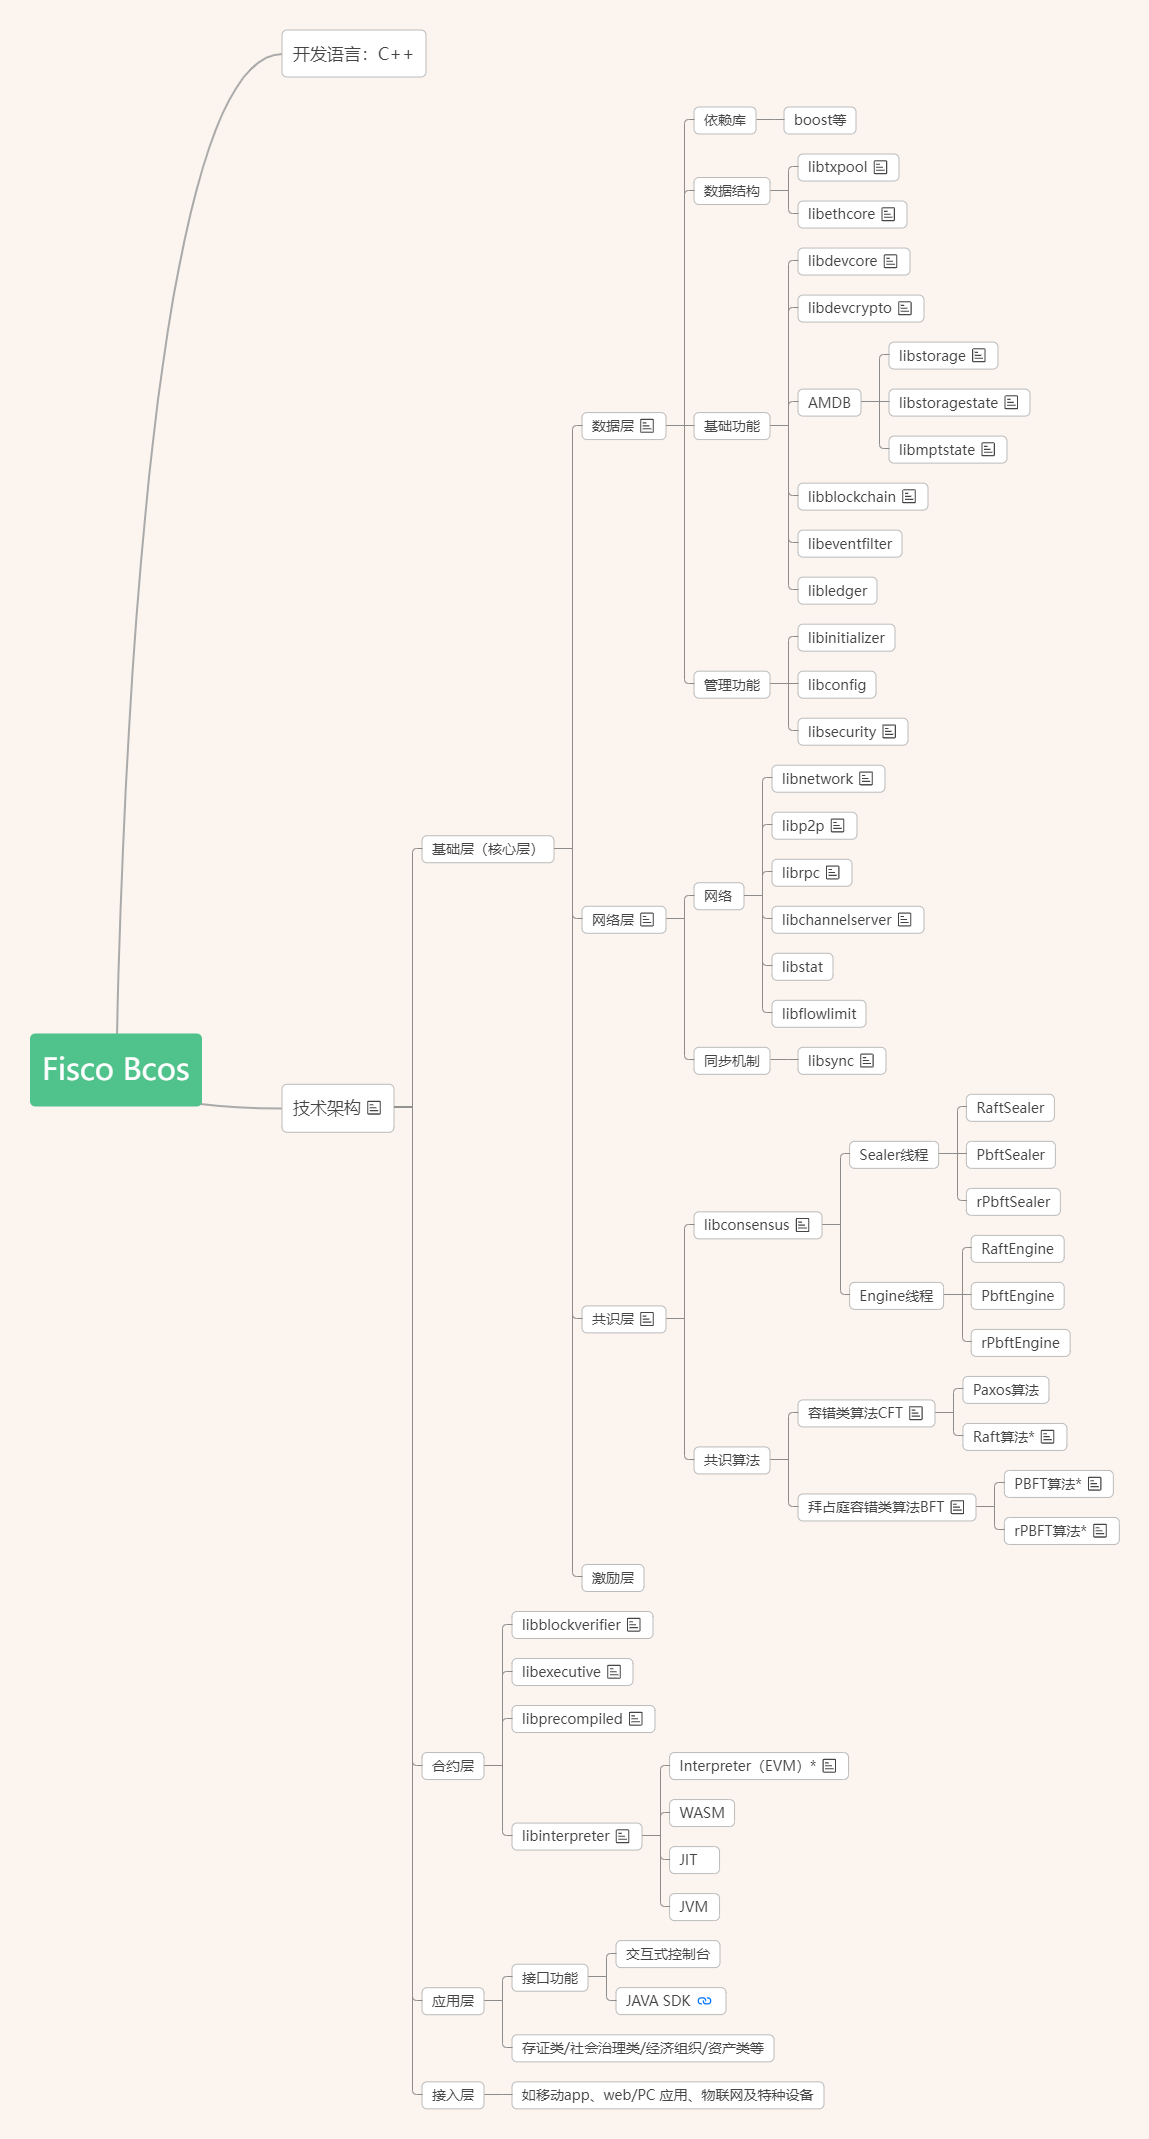 开发语言：C++
依赖库
boost等
数据结构
libtxpool
libethcore
libdevcore
libdevcrypto
libstorage
AMDB
libstoragestate
数据层
基础功能
libmptstate
libblockchain
libeventfilter
libledger
libinitializer
管理功能
libconfig
libsecurity
libnetwork
libp2p
基础层（核心层）
librpc
网络
网络层
libchannelserver
libstat
libflowlimit
Fisco Bcos
同步机制
libsync
技术架构
RaftSealer
Sealer线程
PbftSealer
rPbftSealer
libconsensus
RaftEngine
Engine线程
PbftEngine
共识层
rPbftEngine
Paxos算法
容错类算法CFT
Raft算法*
共识算法
PBFT算法*
拜占庭容错类算法BFT
rPBFT算法*
激励层
libblockverifier
libexecutive
libprecompiled
合约层
Interpreter（EVM）*
WASM
libinterpreter
JIT
JVM
交互式控制台
接口功能
应用层
JAVA SDK
存证类/社会治理类/经济组织/资产类等
接入层
如移动app、web/PC 应用、物联网及特种设备